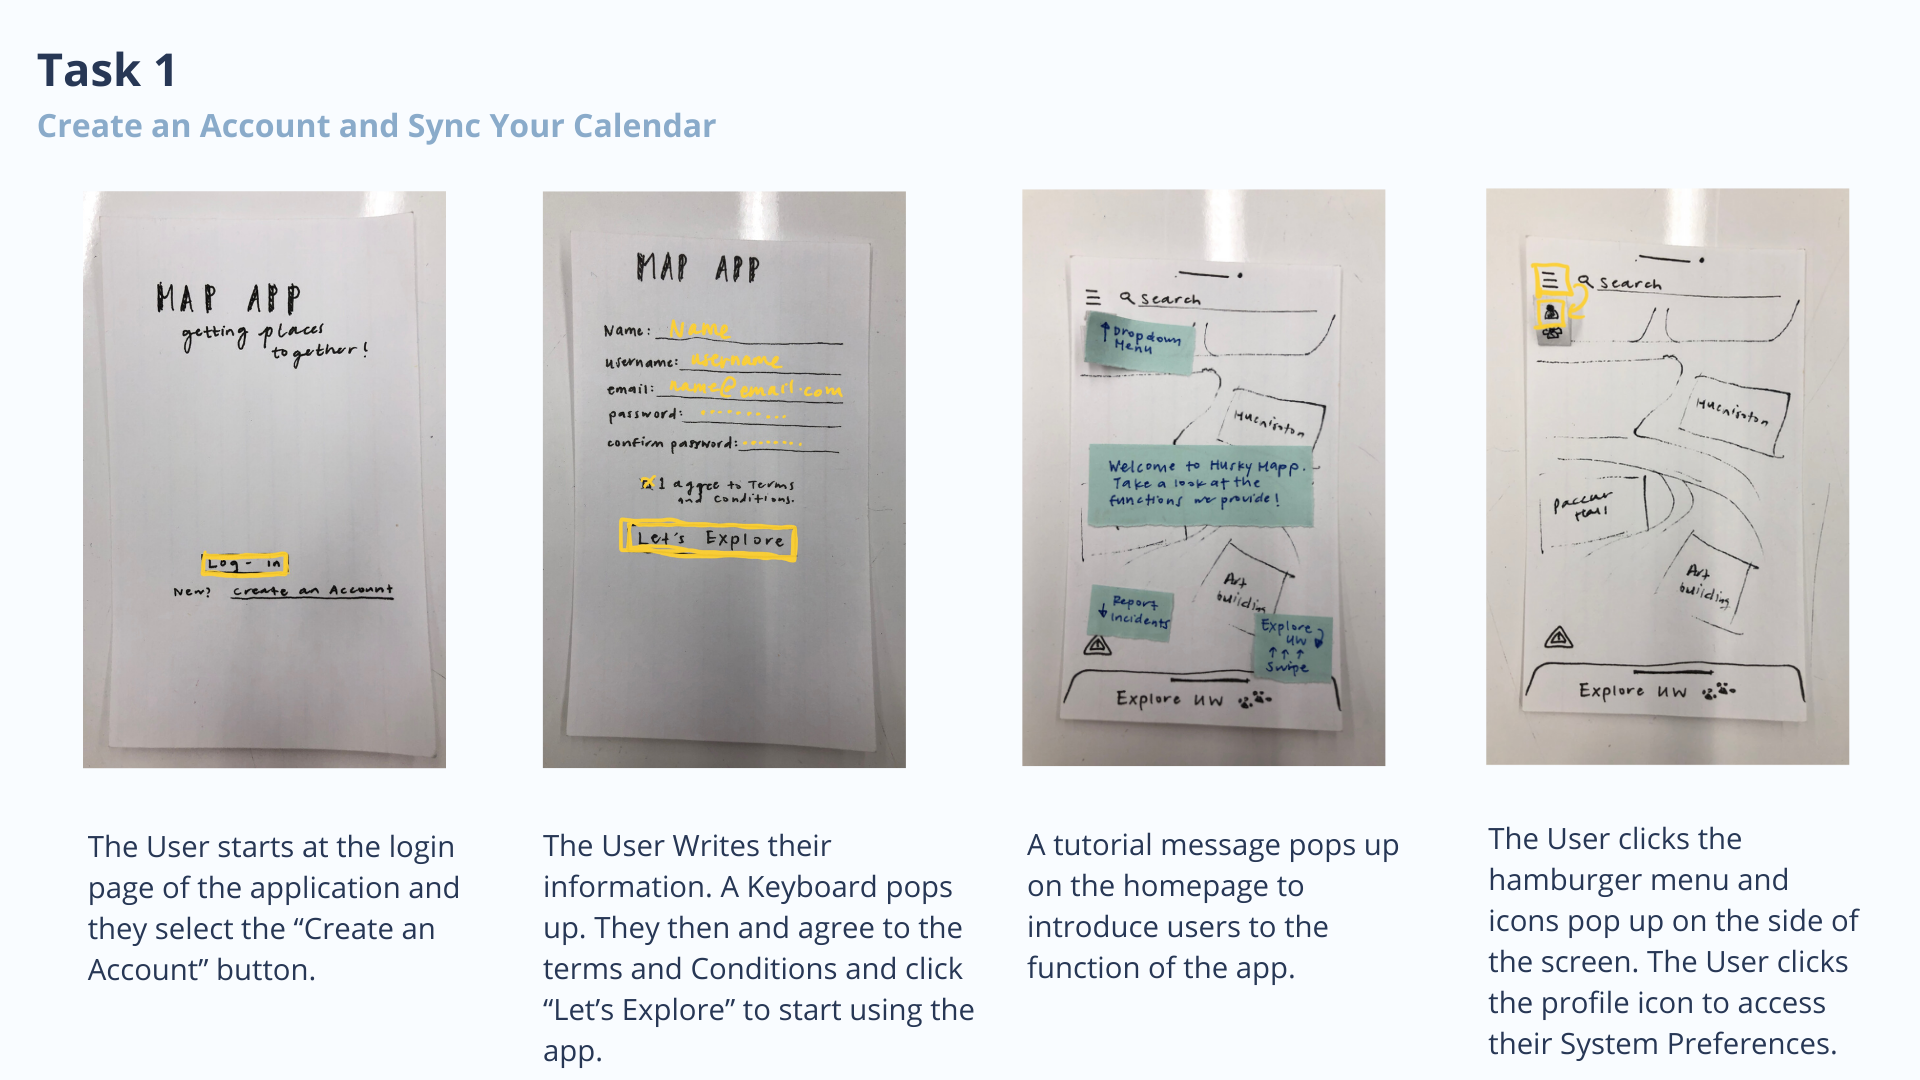 Task 1
Create an Account and Sync Your Calendar
MAP APP
getting places
together!
Log-in
New? Create an Account
MAP APP
Name: Name
username: username
email: name@email.com
password: ·········
confirm password: ········
I agree to Terms
and Conditions.
Let's Explore
search
↑ Dropdown
Menu
Welcome to Husky Mapp.
Take a look at the
functions we provide!
Report
↓ Incidents
Art
building
Explore
UW
↑↑↑
Swipe
Explore UW
search
Paccar
Hall
Art
building
Explore UW
The User starts at the login
page of the application and
they select the “Create an
Account” button.
The User Writes their
information. A Keyboard pops
up. They then and agree to the
terms and Conditions and click
“Let’s Explore” to start using the
app.
A tutorial message pops up
on the homepage to
introduce users to the
function of the app.
The User clicks the
hamburger menu and
icons pop up on the side of
the screen. The User clicks
the profile icon to access
their System Preferences.